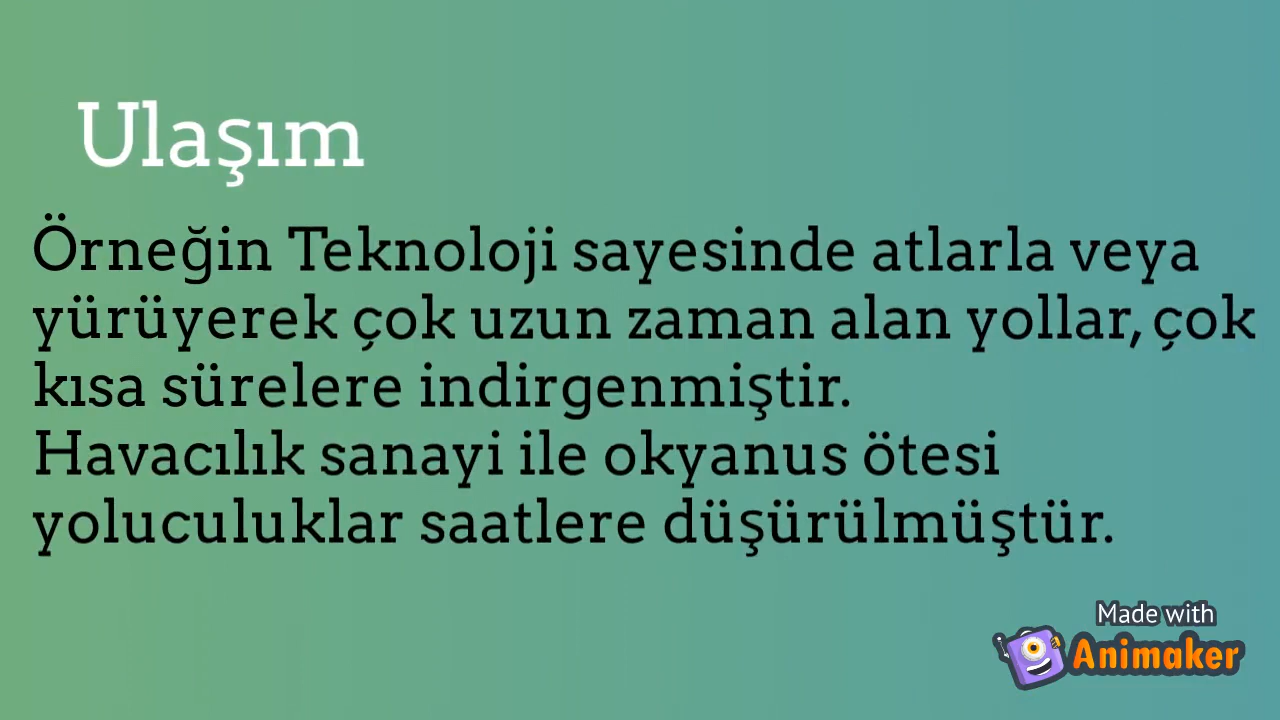 Ulaşım
Örneğin Teknoloji sayesinde atlarla veya
yürüyerek çok uzun zaman alan yollar, çok
kısa sürelere indirgenmiştir.
Havacılık sanayi ile okyanus ötesi
yoluculuklar saatlere düşürülmüştür.
Made with
Animaker